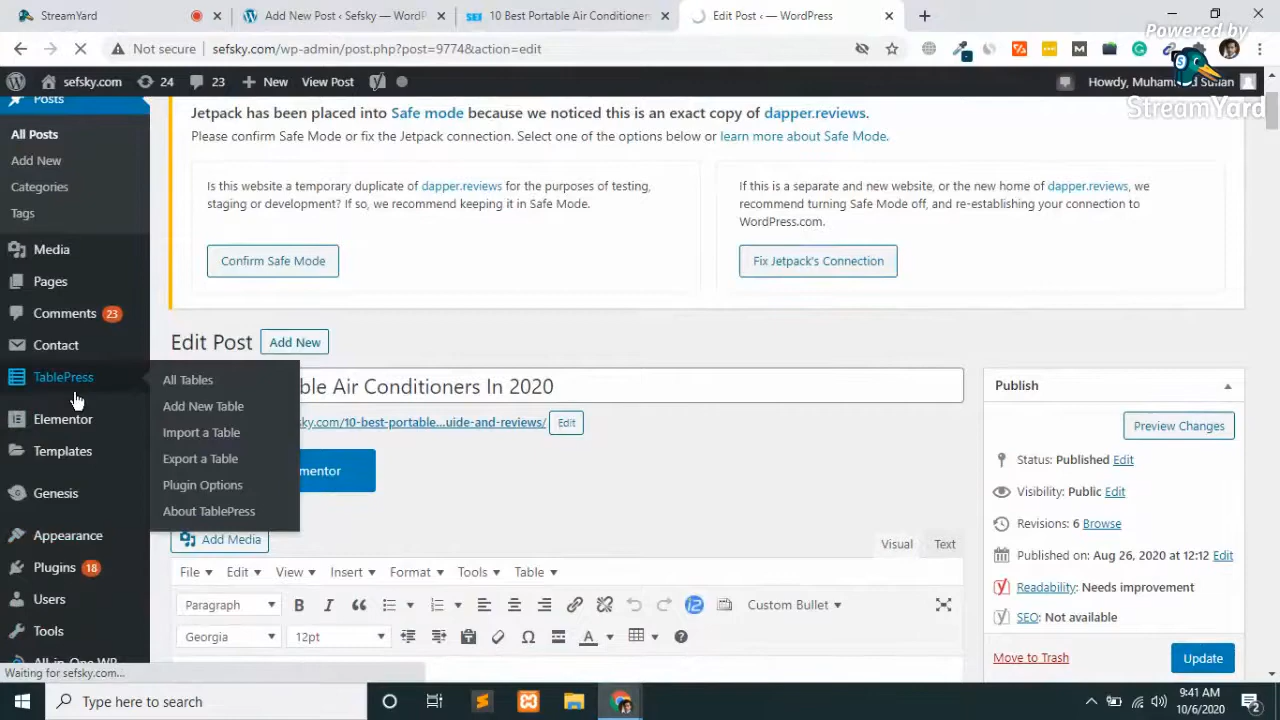 StreamYard
Add New Post ‹ Sefsky — WordP
10 Best Portable Air Conditioners
Edit Post ‹ — WordPress
Powered by
StreamYard
Not secure
sefsky.com/wp-admin/post.php?post=9774&action=edit
sefsky.com
24
23
New
View Post
Howdy, Muhammad Sufian
Posts
All Posts
Add New
Categories
Tags
Media
Pages
Comments 23
Contact
TablePress
Elementor
Templates
Genesis
Appearance
Plugins 18
Users
Tools
All-in-One WP
All Tables
Add New Table
Import a Table
Export a Table
Plugin Options
About TablePress
Jetpack has been placed into Safe mode because we noticed this is an exact copy of dapper.reviews.
Please confirm Safe Mode or fix the Jetpack connection. Select one of the options below or learn more about Safe Mode.
Is this website a temporary duplicate of dapper.reviews for the purposes of testing,
staging or development? If so, we recommend keeping it in Safe Mode.
Confirm Safe Mode
If this is a separate and new website, or the new home of dapper.reviews, we
recommend turning Safe Mode off, and re-establishing your connection to
WordPress.com.
Fix Jetpack's Connection
Edit Post
Add New
ble Air Conditioners In 2020
sky.com/10-best-portable...uide-and-reviews/ Edit
mentor
Add Media
Visual
Text
File
Edit
View
Insert
Format
Tools
Table
Paragraph
Custom Bullet
Georgia
12pt
Publish
Preview Changes
Status: Published Edit
Visibility: Public Edit
Revisions: 6 Browse
Published on: Aug 26, 2020 at 12:12 Edit
Readability: Needs improvement
SEO: Not available
Move to Trash
Update
Waiting for sefsky.com...
Type here to search
9:41 AM
10/6/2020
2